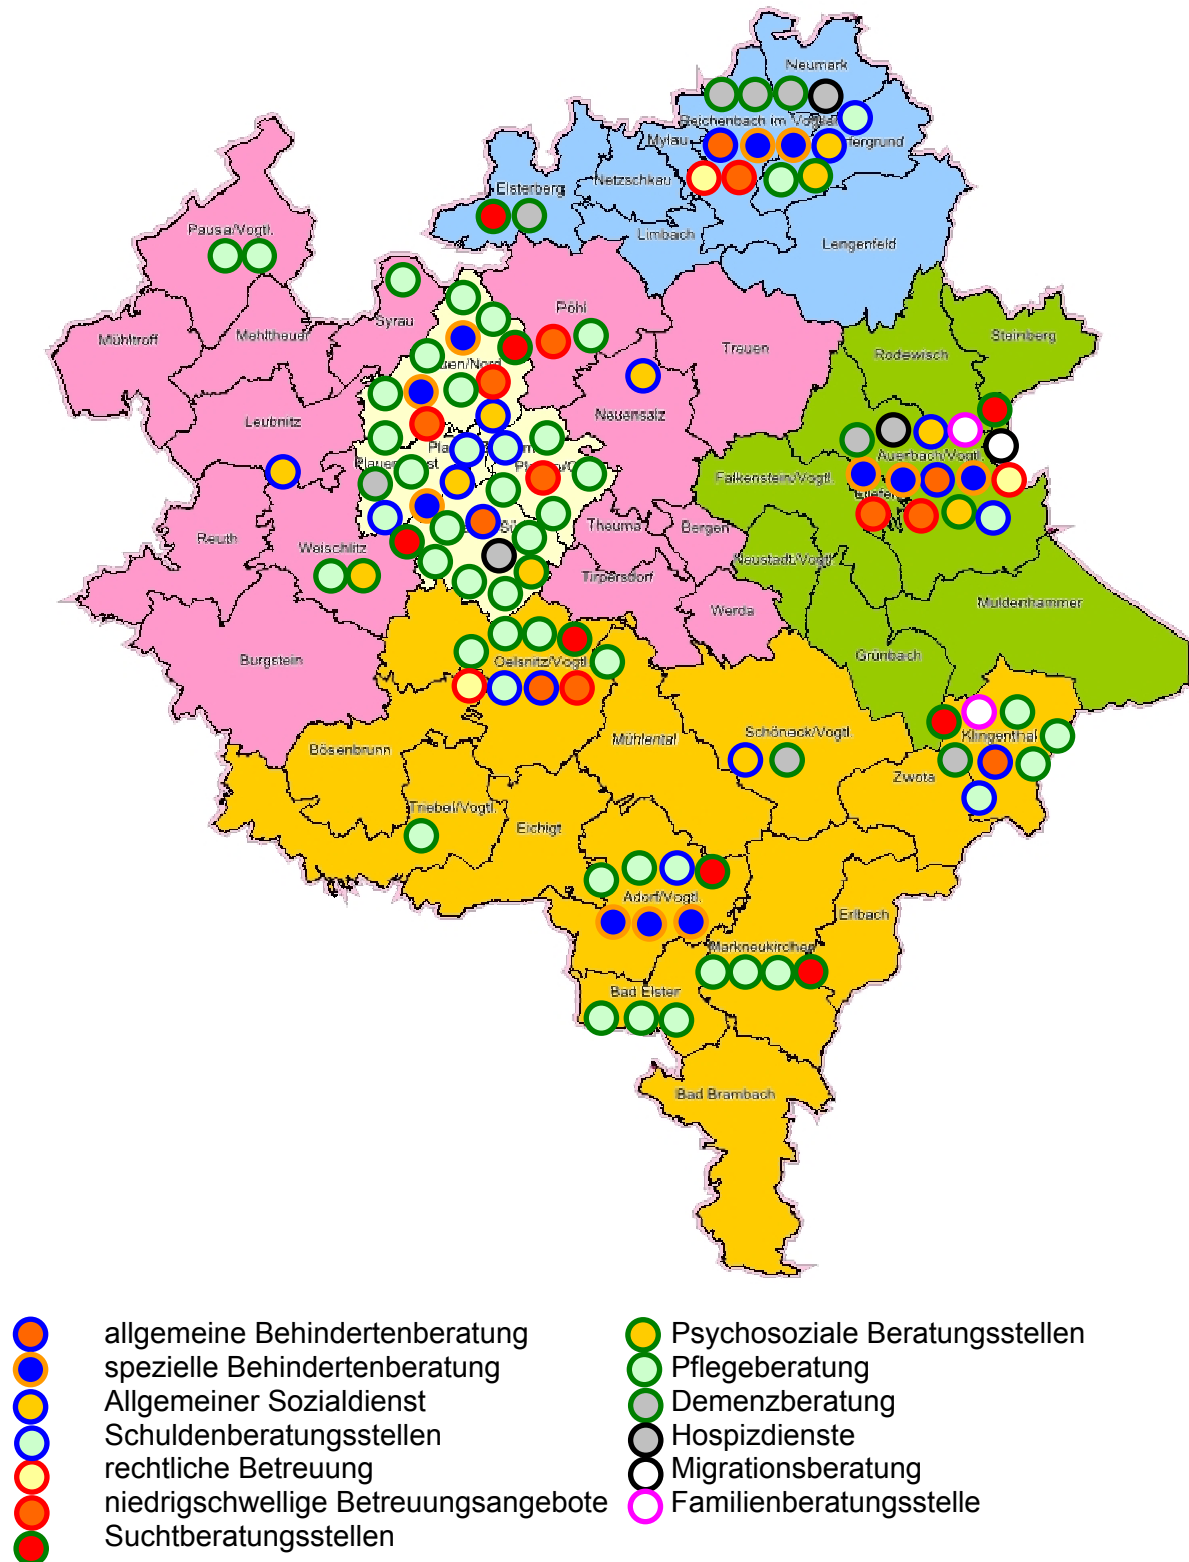 Neumark
Reichenbach im Vogtland
Mylau
Netzschkau
Elsterberg
Limbach
Lengenfeld
Pausa/Vogtl.
Pöhl
Syrau
Mühltroff
Mehltheuer
Treuen
Steinberg
Rodewisch
Leubnitz
Neuensalz
Auerbach/Vogtl.
Falkenstein/Vogtl.
Theuma
Bergen
Reuth
Weischlitz
Neustadt/Vogtl.
Tirpersdorf
Werda
Muldenhammer
Burgstein
Oelsnitz/Vogtl.
Grünbach
Schöneck/Vogtl.
Klingenthal
Mühlental
Bösenbrunn
Zwota
Triebel/Vogtl.
Eichigt
Adorf/Vogtl.
Erlbach
Markneukirchen
Bad Elster
Bad Brambach
allgemeine Behindertenberatung
spezielle Behindertenberatung
Allgemeiner Sozialdienst
Schuldenberatungsstellen
rechtliche Betreuung
niedrigschwellige Betreuungsangebote
Suchtberatungsstellen
Psychosoziale Beratungsstellen
Pflegeberatung
Demenzberatung
Hospizdienste
Migrationsberatung
Familienberatungsstelle